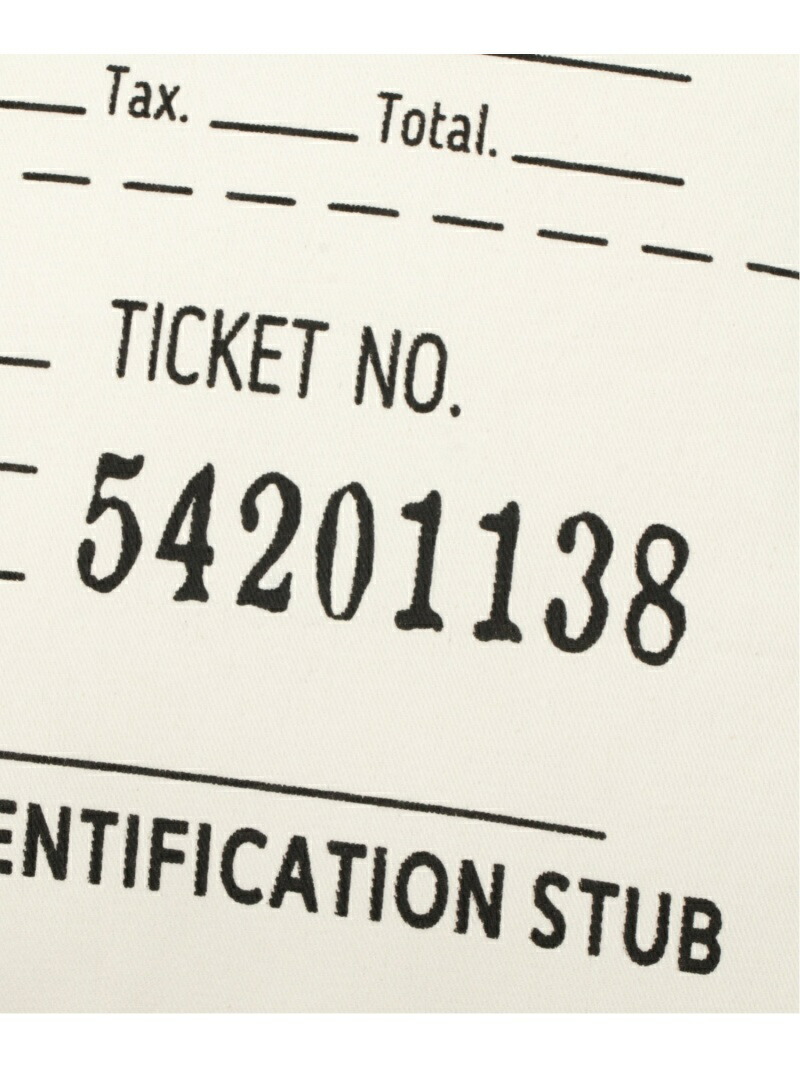 Tax. Total.
TICKET NO.
54201138
ENTIFICATION STUB